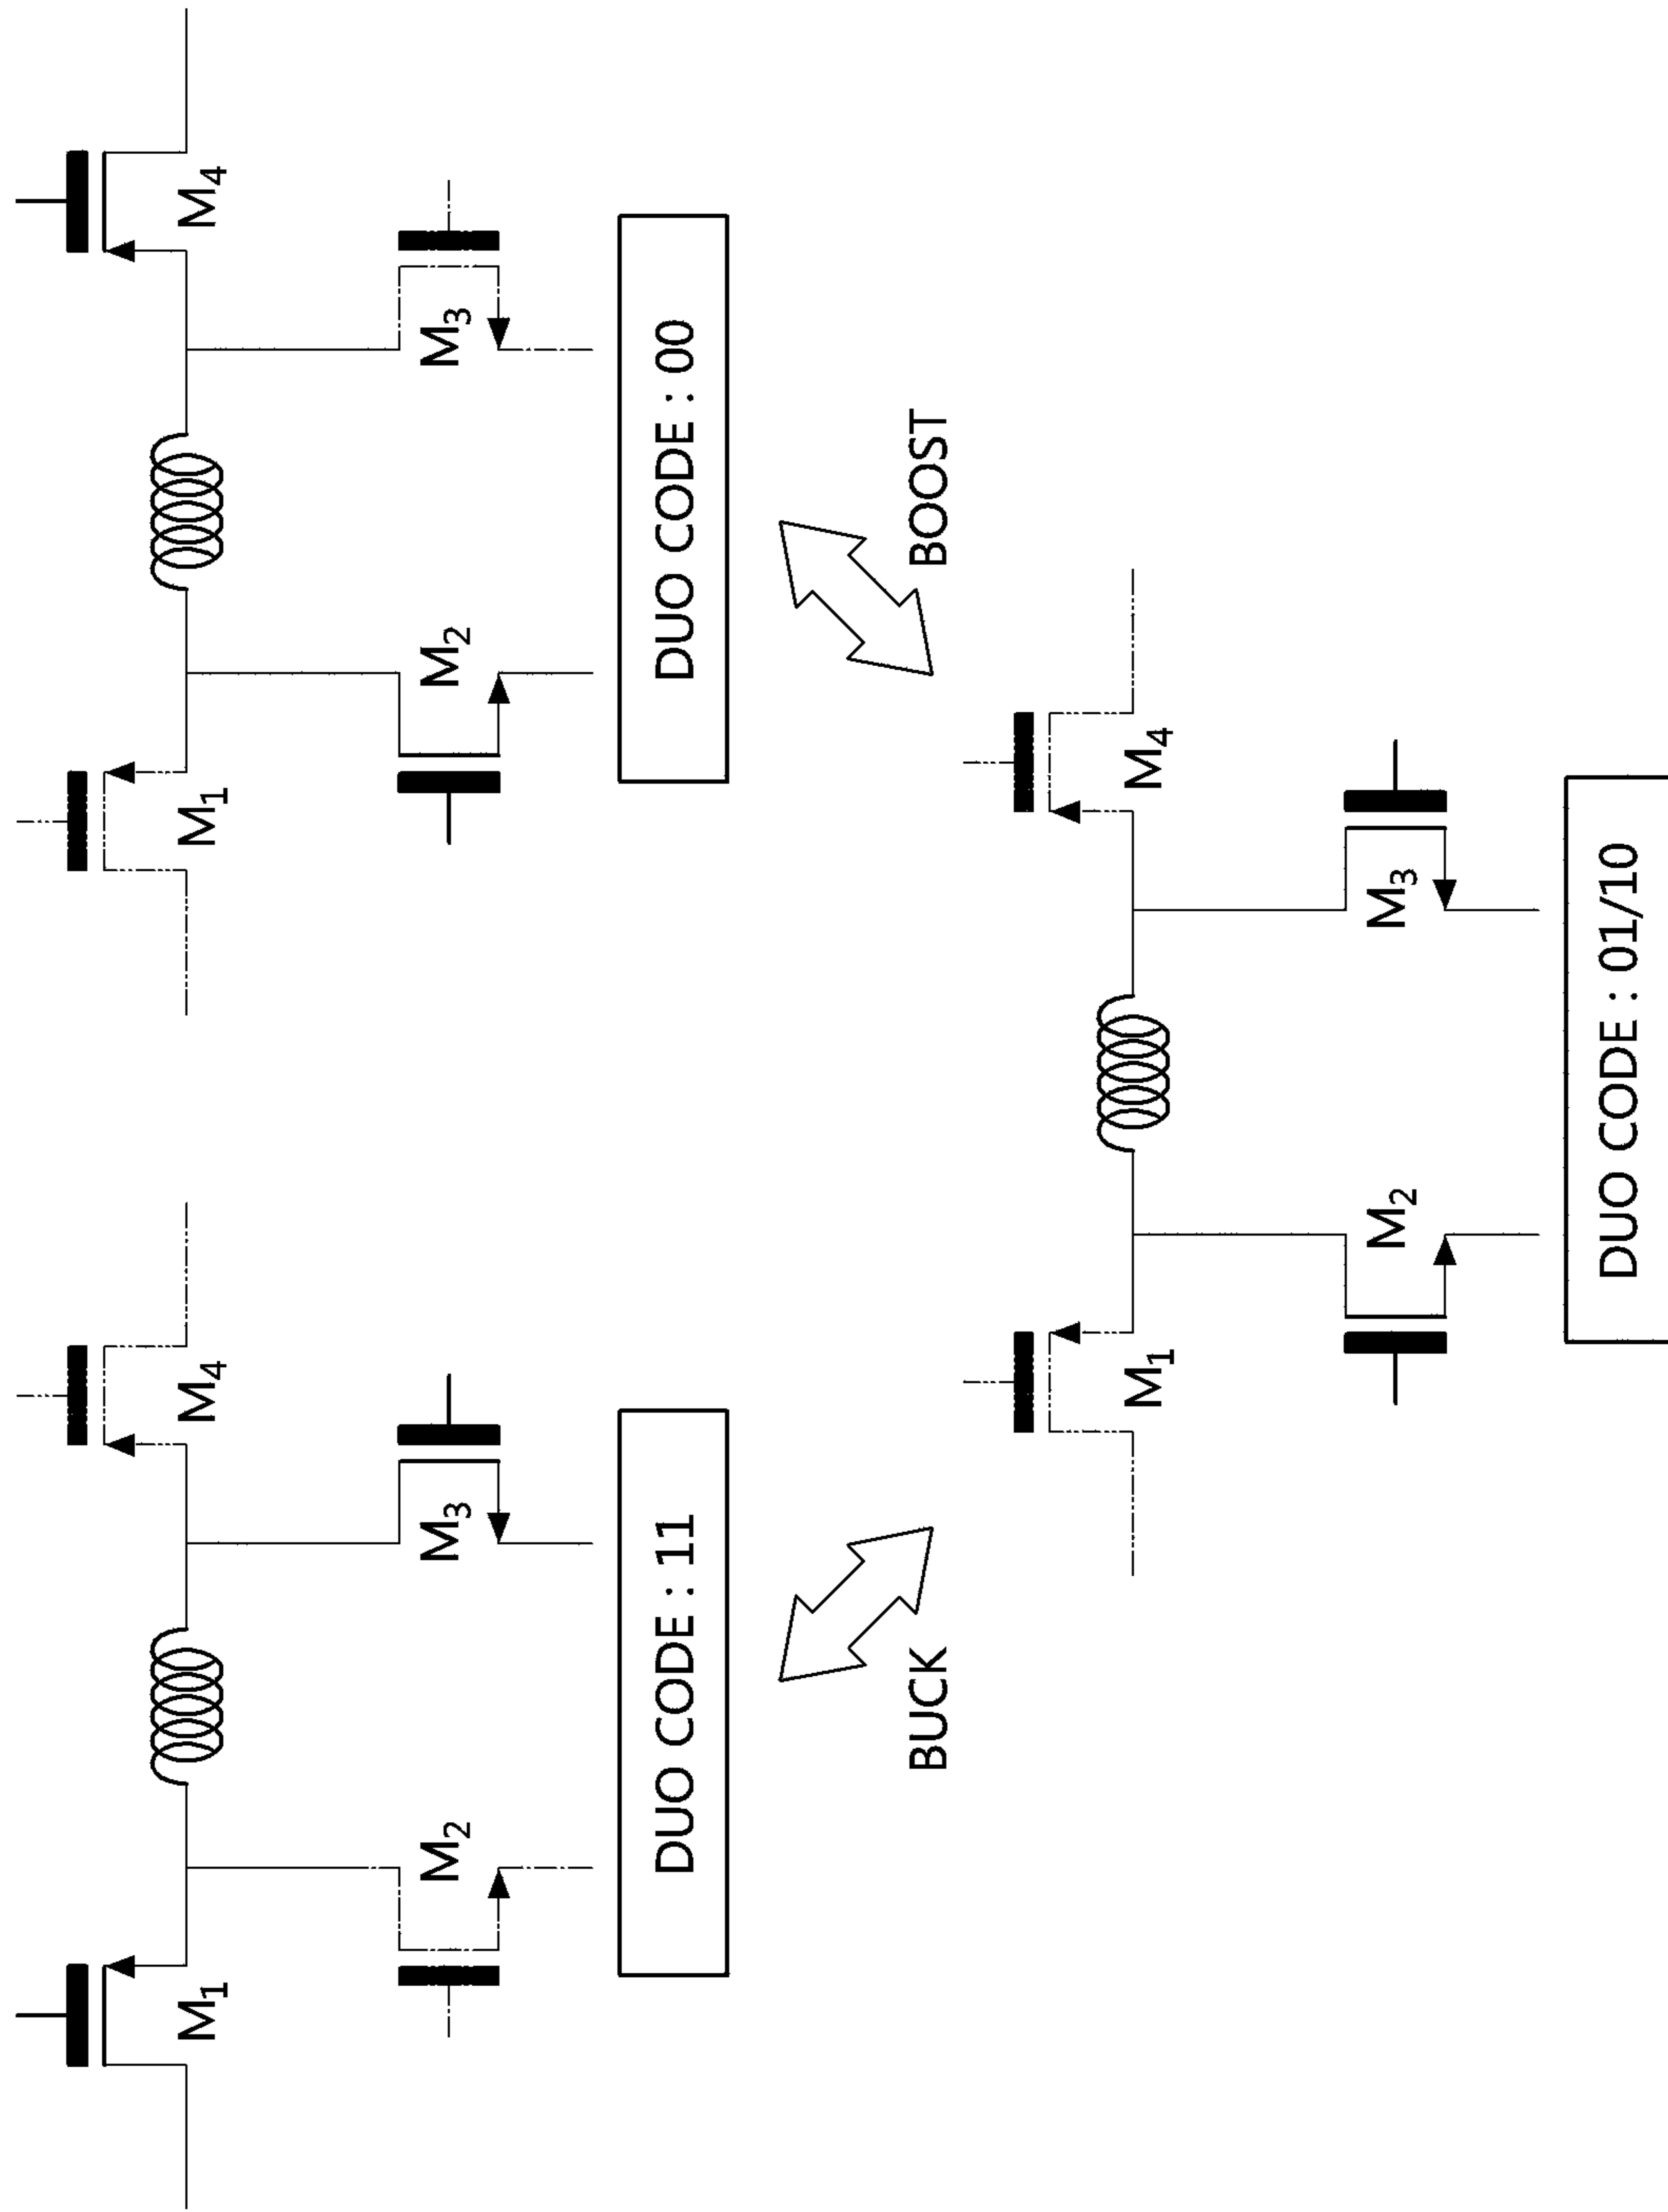 M₁
M₄
M₂
M₃
DUO CODE : 11
M₁
M₄
M₂
M₃
DUO CODE : 00
BUCK
BOOST
M₁
M₄
M₂
M₃
DUO CODE : 01/10